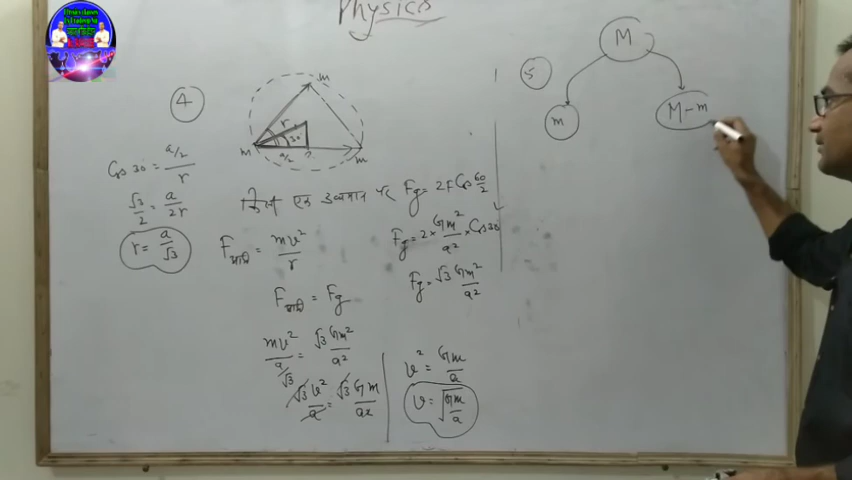 Physics
4
m
m
m
r
30
a/2
Cos 30 = a/2 / r
√3/2 = a/2r
r = a/√3
किसी एक द्रव्यमान पर Fg = 2F Cos 60/2
Fg = 2 × Gm²/a² × Cos 30
Fg = √3 Gm²/a²
F = mv²/r
F = Fg
mv² / a/√3 = √3 Gm²/a²
√3 v²/a = √3 Gm/a²
v² = Gm/a
v = √Gm/a
5
M
m
M-m